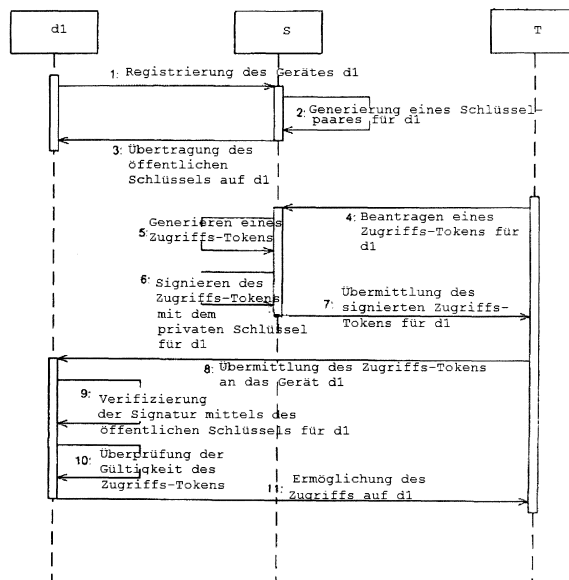 d1
S
T
1: Registrierung des Gerätes d1
2: Generierung eines Schlüssel-
paares für d1
3: Übertragung des
öffentlichen
Schlüssels auf d1
4: Beantragen eines
Zugriffs-Tokens für
d1
Generieren eines
5: Zugriffs-Tokens
6: Signieren des
Zugriffs-Tokens
mit dem
privaten Schlüssel
für d1
Übermittlung des
7: signierten Zugriffs-
Tokens für d1
8: Übermittlung des Zugriffs-Tokens
an das Gerät d1
9: Verifizierung
der Signatur mittels des
öffentlichen Schlüssels für d1
10: Überprüfung der
Gültigkeit des
Zugriffs-Tokens
11: Ermöglichung des
Zugriffs auf d1